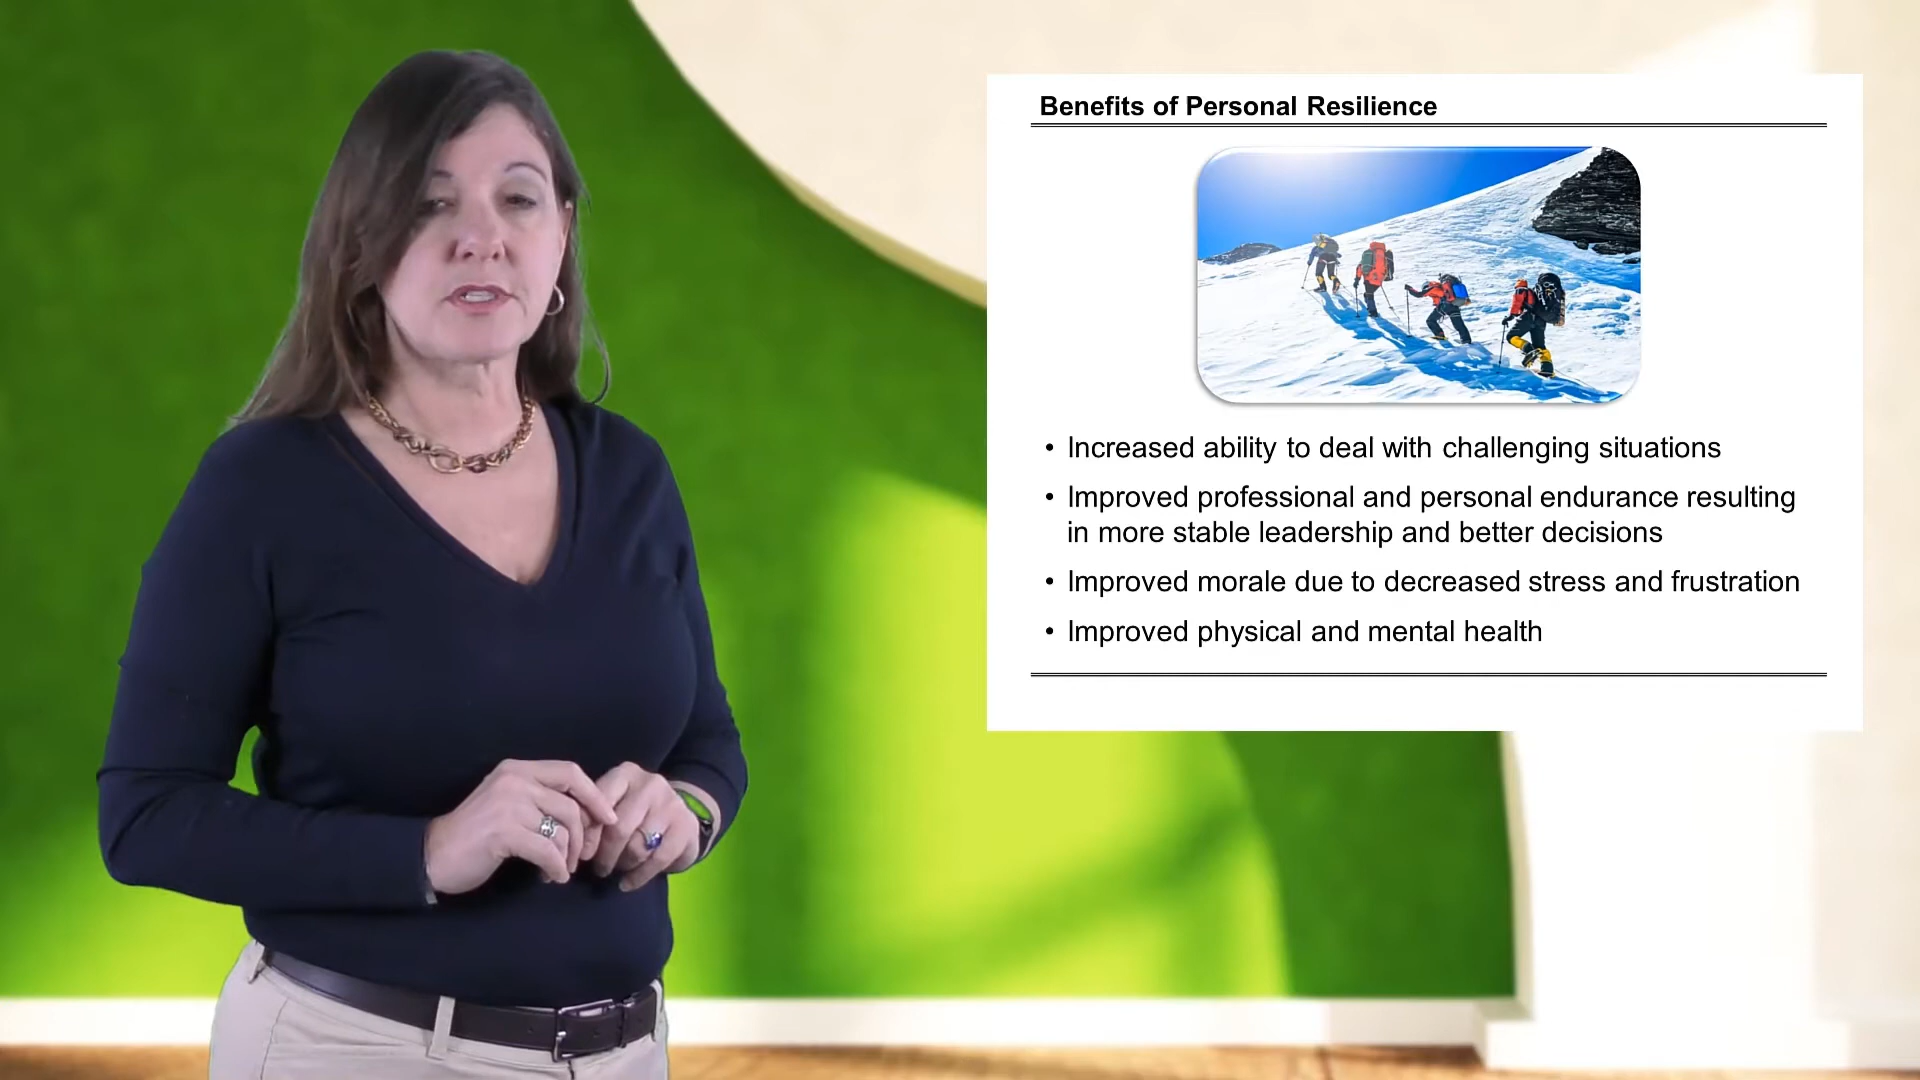 Benefits of Personal Resilience
• Increased ability to deal with challenging situations
• Improved professional and personal endurance resulting
in more stable leadership and better decisions
• Improved morale due to decreased stress and frustration
• Improved physical and mental health